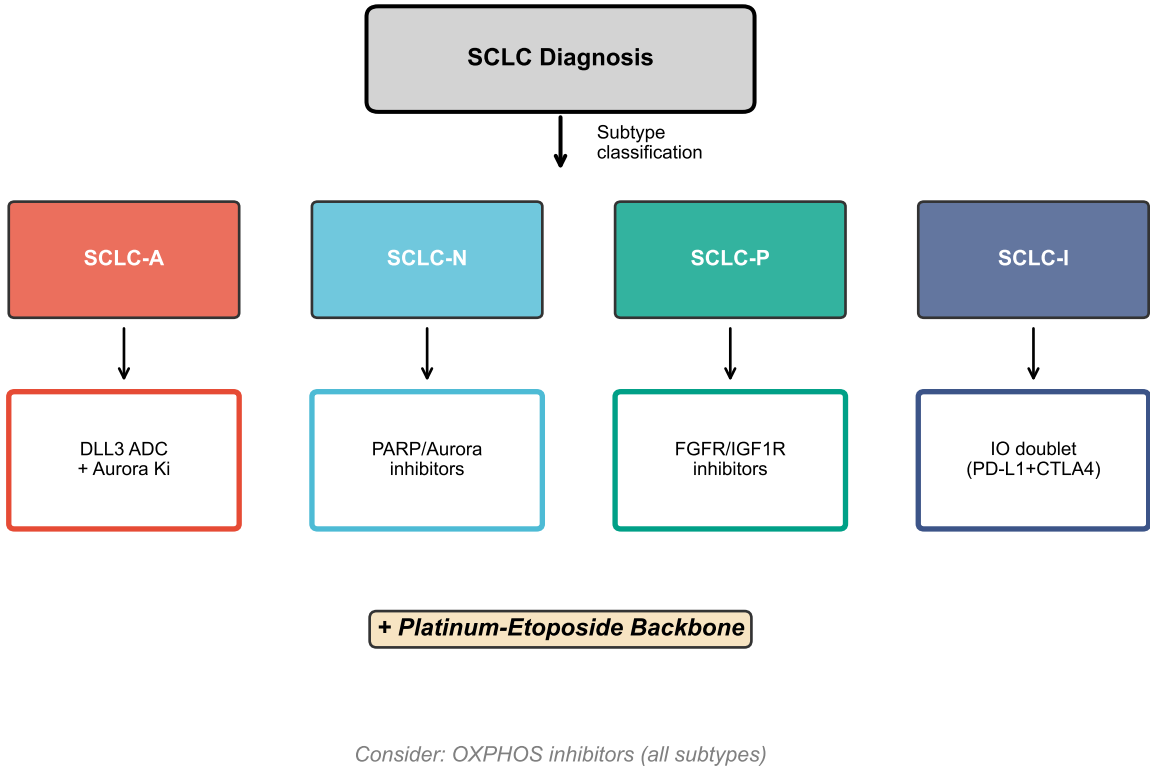 SCLC Diagnosis
Subtype
classification
SCLC-A
SCLC-N
SCLC-P
SCLC-I
DLL3 ADC
+ Aurora Ki
PARP/Aurora
inhibitors
FGFR/IGF1R
inhibitors
IO doublet
(PD-L1+CTLA4)
+ Platinum-Etoposide Backbone
Consider: OXPHOS inhibitors (all subtypes)